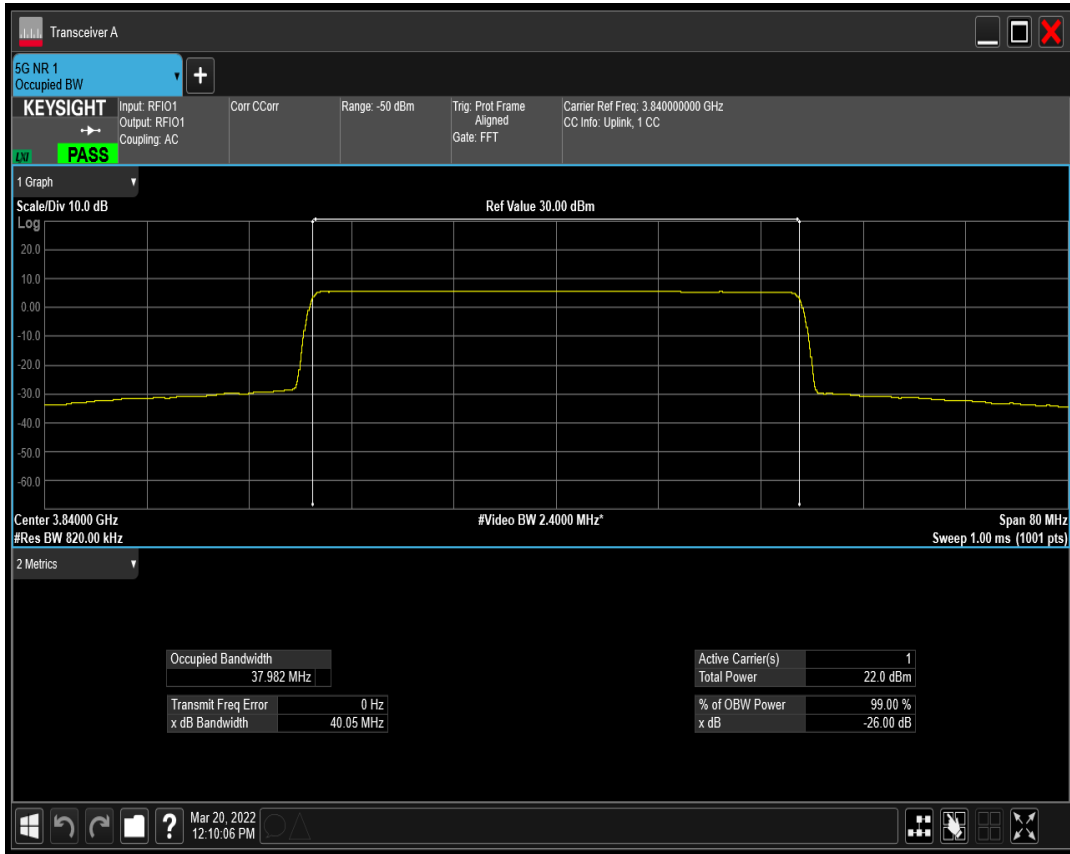 Transceiver A
5G NR 1
Occupied BW
+
KEYSIGHT
LXI
PASS
Input: RFIO1
Output: RFIO1
Coupling: AC
Corr CCorr
Range: -50 dBm
Trig: Prot Frame
Aligned
Gate: FFT
Carrier Ref Freq: 3.840000000 GHz
CC Info: Uplink, 1 CC
1 Graph
Scale/Div 10.0 dB
Ref Value 30.00 dBm
Log
20.0
10.0
0.00
-10.0
-20.0
-30.0
-40.0
-50.0
-60.0
Center 3.84000 GHz
#Video BW 2.4000 MHz*
Span 80 MHz
#Res BW 820.00 kHz
Sweep 1.00 ms (1001 pts)
2 Metrics
Occupied Bandwidth
37.982 MHz
Transmit Freq Error 0 Hz
x dB Bandwidth 40.05 MHz
Active Carrier(s) 1
Total Power 22.0 dBm
% of OBW Power 99.00 %
x dB -26.00 dB
?
Mar 20, 2022
12:10:06 PM